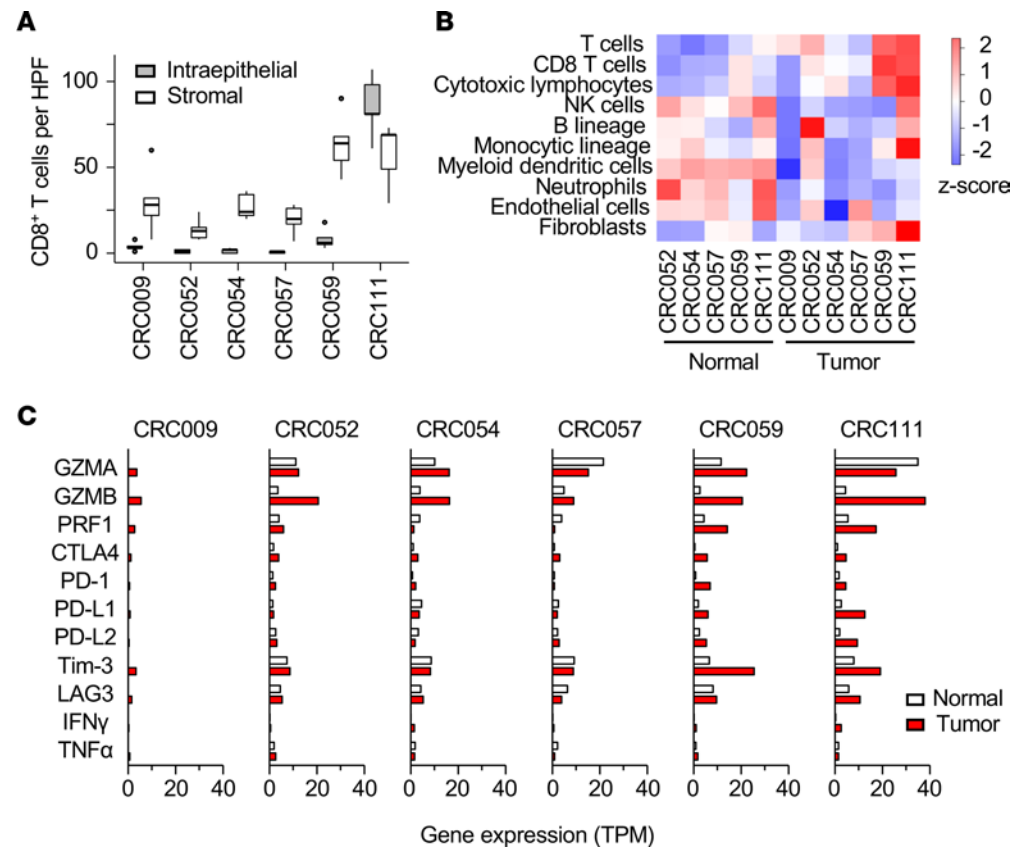 A
CD8⁺ T cells per HPF
100
50
0
Intraepithelial
Stromal
CRC009
CRC052
CRC054
CRC057
CRC059
CRC111
B
T cells
CD8 T cells
Cytotoxic lymphocytes
NK cells
B lineage
Monocytic lineage
Myeloid dendritic cells
Neutrophils
Endothelial cells
Fibroblasts
CRC052
CRC054
CRC057
CRC059
CRC111
CRC009
CRC052
CRC054
CRC057
CRC059
CRC111
Normal Tumor
2
1
0
-1
-2
z-score
C
CRC009 CRC052 CRC054 CRC057 CRC059 CRC111
GZMA
GZMB
PRF1
CTLA4
PD-1
PD-L1
PD-L2
Tim-3
LAG3
IFNγ
TNFα
Normal
Tumor
0 20 40 0 20 40 0 20 40 0 20 40 0 20 40 0 20 40
Gene expression (TPM)